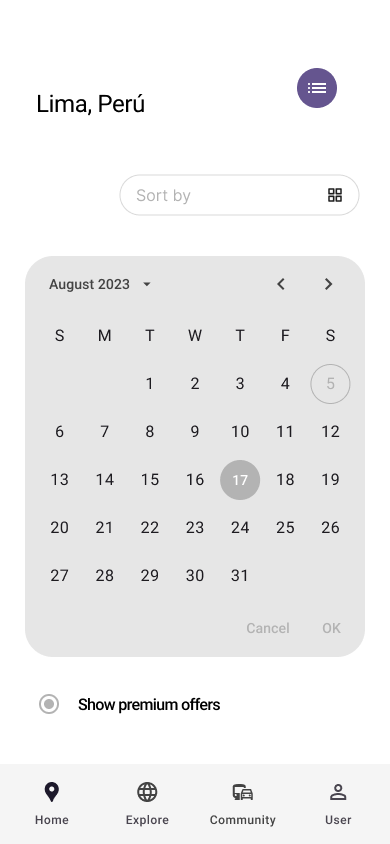 Lima, Perú
Sort by
August 2023
S M T W T F S
1 2 3 4 5
6 7 8 9 10 11 12
13 14 15 16 17 18 19
20 21 22 23 24 25 26
27 28 29 30 31
Cancel OK
Show premium offers
Home Explore Community User